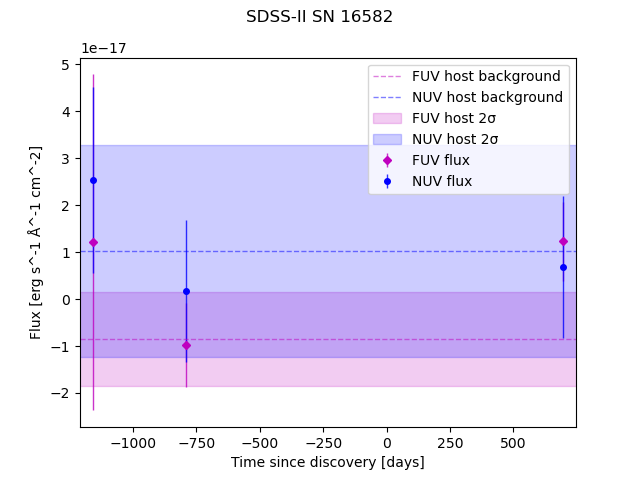 SDSS-II SN 16582
1e−17
5
4
3
2
1
0
−1
−2
Flux [erg s^-1 Å^-1 cm^-2]
FUV host background
NUV host background
FUV host 2σ
NUV host 2σ
FUV flux
NUV flux
−1000 −750 −500 −250 0 250 500
Time since discovery [days]